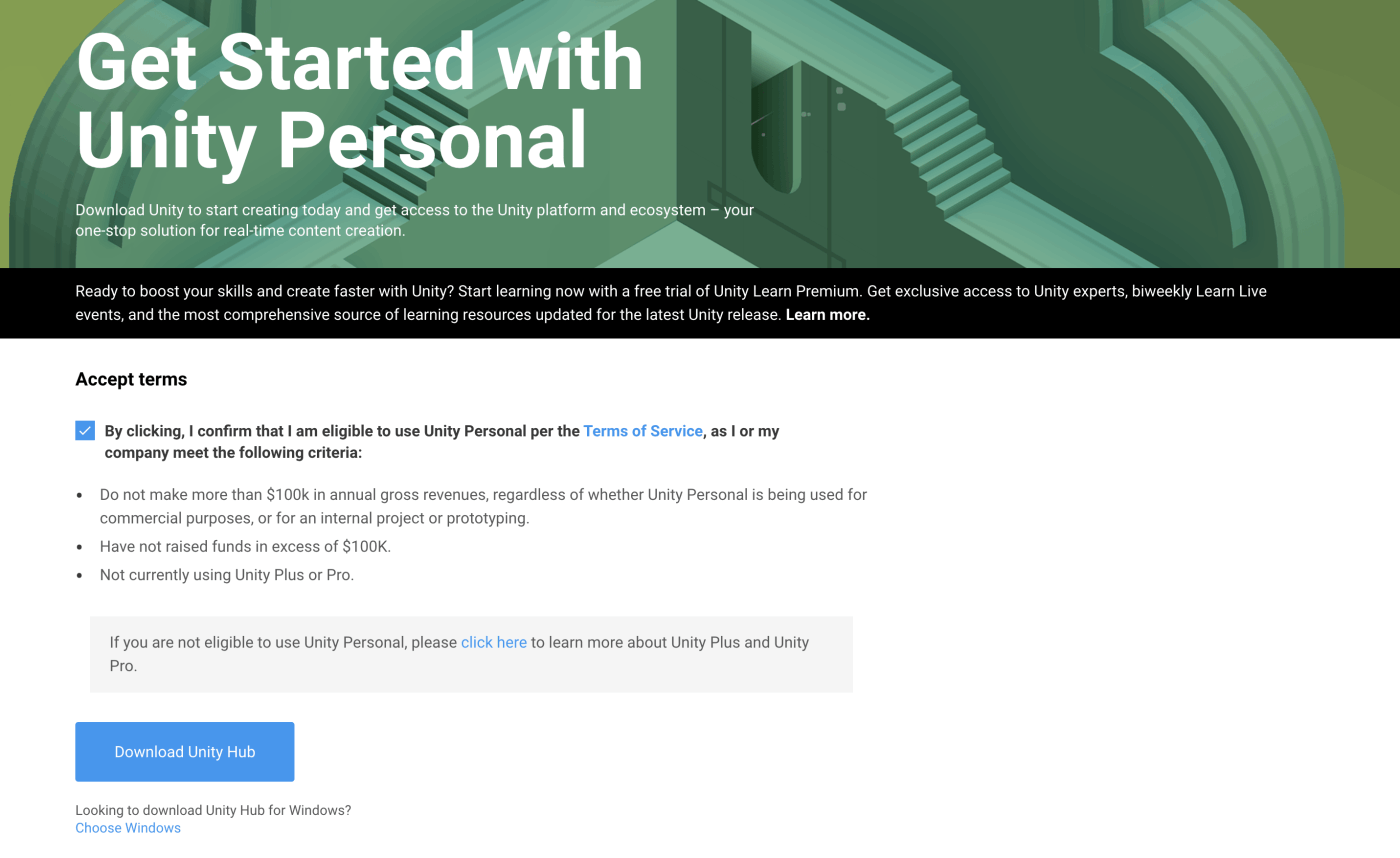 Get Started with
Unity Personal
Download Unity to start creating today and get access to the Unity platform and ecosystem – your
one-stop solution for real-time content creation.
Ready to boost your skills and create faster with Unity? Start learning now with a free trial of Unity Learn Premium. Get exclusive access to Unity experts, biweekly Learn Live
events, and the most comprehensive source of learning resources updated for the latest Unity release. Learn more.
Accept terms
By clicking, I confirm that I am eligible to use Unity Personal per the Terms of Service, as I or my
company meet the following criteria:
• Do not make more than $100k in annual gross revenues, regardless of whether Unity Personal is being used for
commercial purposes, or for an internal project or prototyping.
• Have not raised funds in excess of $100K.
• Not currently using Unity Plus or Pro.
If you are not eligible to use Unity Personal, please click here to learn more about Unity Plus and Unity
Pro.
Download Unity Hub
Looking to download Unity Hub for Windows?
Choose Windows